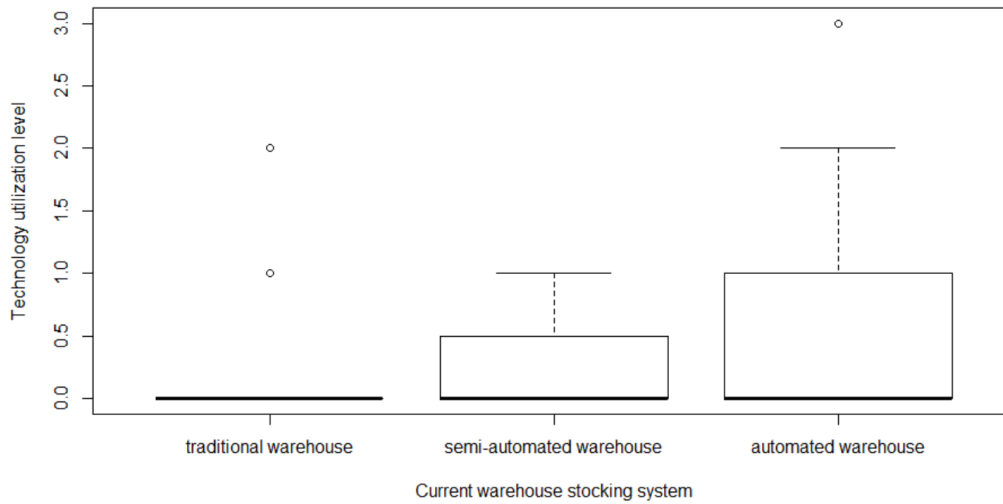 Technology utilization level
3.0
2.5
2.0
1.5
1.0
0.5
0.0
traditional warehouse semi-automated warehouse automated warehouse
Current warehouse stocking system